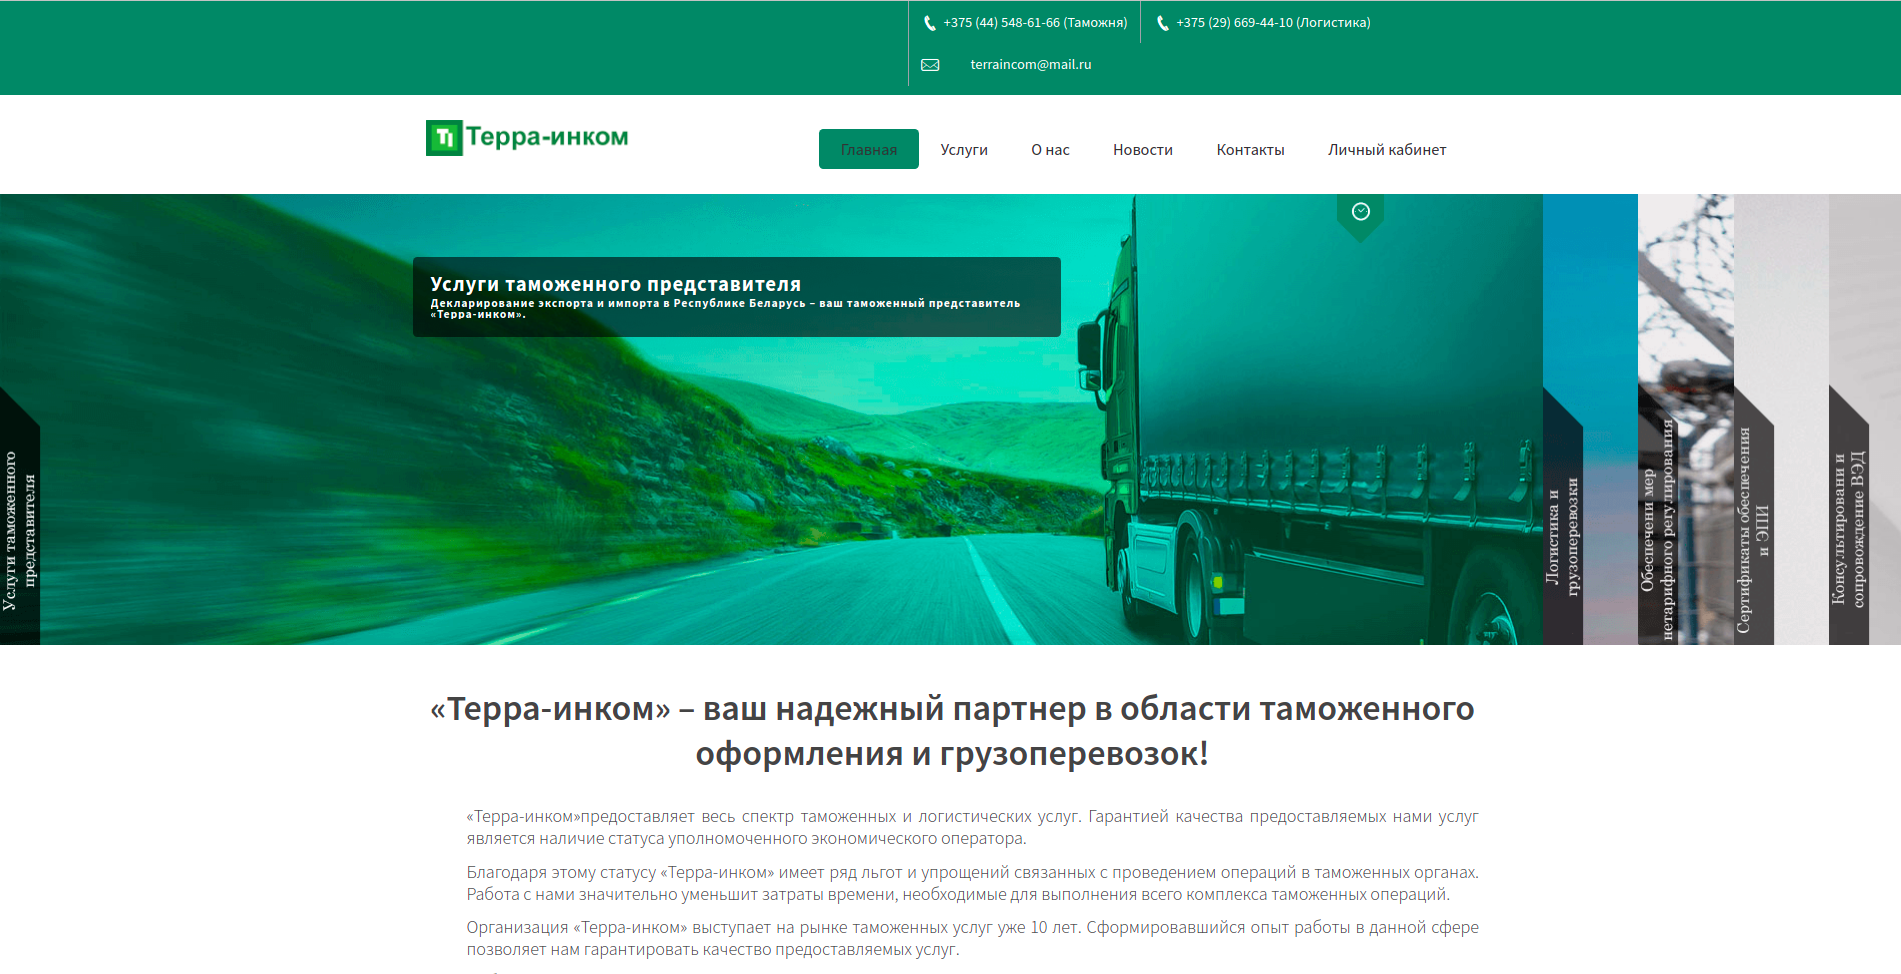 +375 (44) 548-61-66 (Таможня)
+375 (29) 669-44-10 (Логистика)
terraincom@mail.ru
Терра-инком
Главная
Услуги
О нас
Новости
Контакты
Личный кабинет
Услуги таможенного представителя
Декларирование экспорта и импорта в Республике Беларусь – ваш таможенный представитель
«Терра-инком».
Услуги таможенного
представителя
Логистика и
грузоперевозки
Обеспечени мер
нетарифного регулирования
Сертификаты обеспечения
ЭПИ и
Консультировани и
сопровождение ВЭД
«Терра-инком» – ваш надежный партнер в области таможенного
оформления и грузоперевозок!
«Терра-инком»предоставляет весь спектр таможенных и логистических услуг. Гарантией качества предоставляемых нами услуг
является наличие статуса уполномоченного экономического оператора.
Благодаря этому статусу «Терра-инком» имеет ряд льгот и упрощений связанных с проведением операций в таможенных органах.
Работа с нами значительно уменьшит затраты времени, необходимые для выполнения всего комплекса таможенных операций.
Организация «Терра-инком» выступает на рынке таможенных услуг уже 10 лет. Сформировавшийся опыт работы в данной сфере
позволяет нам гарантировать качество предоставляемых услуг.